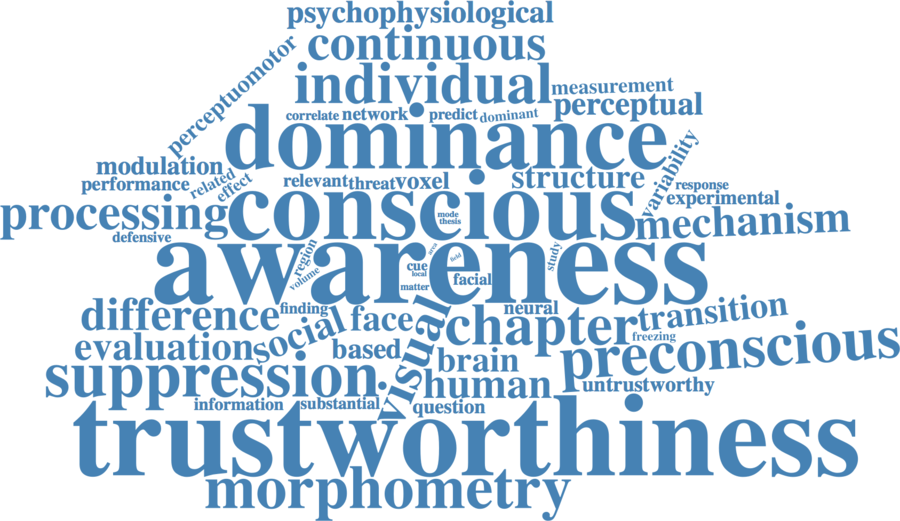 psychophysiological
continuous
perceptuomotor
individual
measurement
perceptual
correlate network predict dominant
dominance
modulation
variability
performance related
effect
relevant threat voxel structure
response
experimental
processing
conscious
mode
thesis
mechanism
defensive
awareness
region
volume
area
field
study
cue
local
matter
facial
difference
finding
social
face
visual
neural
chapter
transition
freezing
evaluation
based
brain
preconscious
suppression
human
untrustworthy
information substantial question
trustworthiness
morphometry